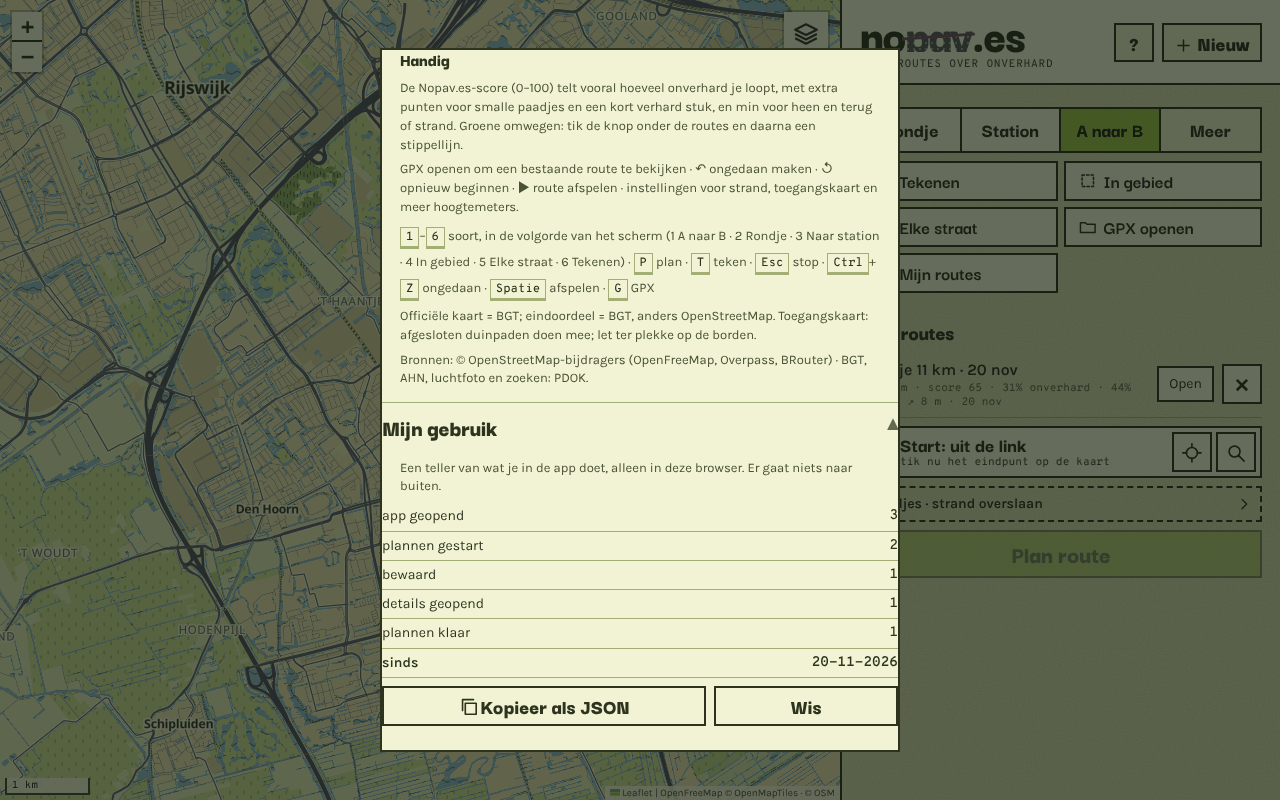 +
−
GOOLAND
Rijswijk
'T HAANTJE
Den Hoorn
'T WOUDT
HODENPIJL
ND
Schipluiden
1 km
Leaflet | OpenFreeMap © OpenMapTiles · © OSM
nopav.es
ROUTES OVER ONVERHARD
?
+ Nieuw
ondje
Station
A naar B
Meer
Tekenen
In gebied
Elke straat
GPX openen
Mijn routes
routes
je 11 km · 20 nov
m · score 65 · 31% onverhard · 44%
↗ 8 m · 20 nov
Open
×
Start: uit de link
tik nu het eindpunt op de kaart
djes · strand overslaan
Plan route
Handig
De Nopav.es-score (0–100) telt vooral hoeveel onverhard je loopt, met extra
punten voor smalle paadjes en een kort verhard stuk, en min voor heen en terug
of strand. Groene omwegen: tik de knop onder de routes en daarna een
stippellijn.
GPX openen om een bestaande route te bekijken · ↶ ongedaan maken · ↺
opnieuw beginnen · ▶ route afspelen · instellingen voor strand, toegangskaart en
meer hoogtemeters.
1–6 soort, in de volgorde van het scherm (1 A naar B · 2 Rondje · 3 Naar station
· 4 In gebied · 5 Elke straat · 6 Tekenen) · P plan · T teken · Esc stop · Ctrl+
Z ongedaan · Spatie afspelen · G GPX
Officiële kaart = BGT; eindoordeel = BGT, anders OpenStreetMap. Toegangskaart:
afgesloten duinpaden doen mee; let ter plekke op de borden.
Bronnen: © OpenStreetMap-bijdragers (OpenFreeMap, Overpass, BRouter) · BGT,
AHN, luchtfoto en zoeken: PDOK.
Mijn gebruik
▲
Een teller van wat je in de app doet, alleen in deze browser. Er gaat niets naar
buiten.
app geopend 3
plannen gestart 2
bewaard 1
details geopend 1
plannen klaar 1
sinds 20-11-2026
Kopieer als JSON
Wis